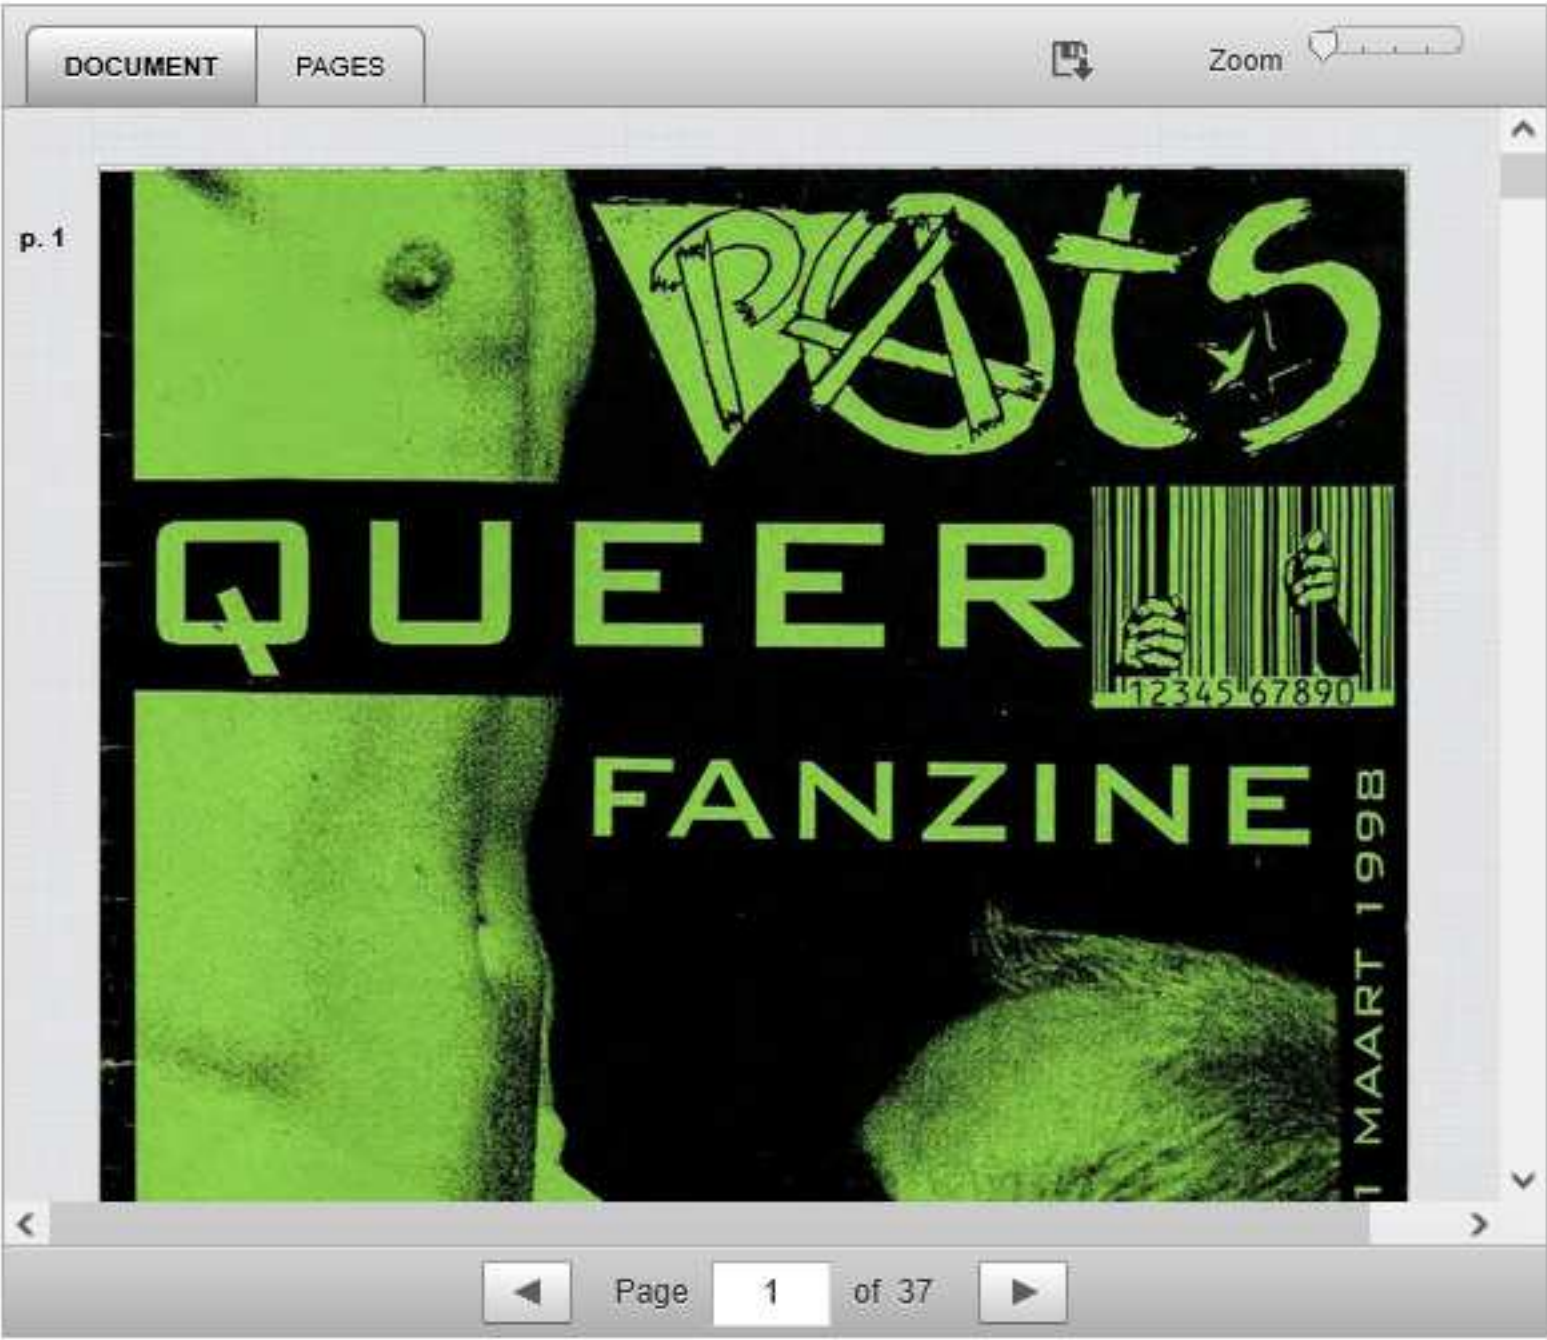 DOCUMENT PAGES Zoom
p. 1
RAts
QUEER
12345 67890
FANZINE
1 MAART 1998
Page 1 of 37